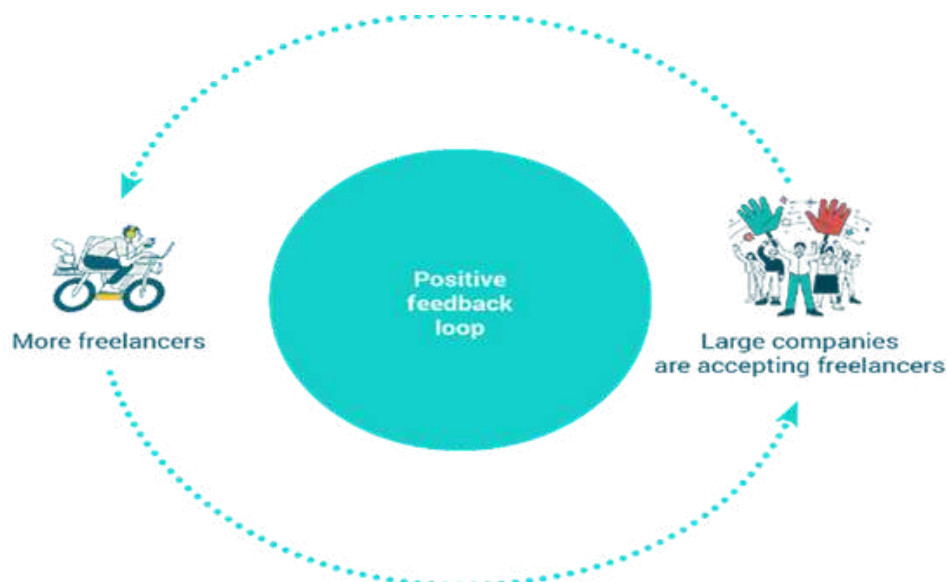 Positive
feedback
loop
More freelancers
Large companies
are accepting freelancers